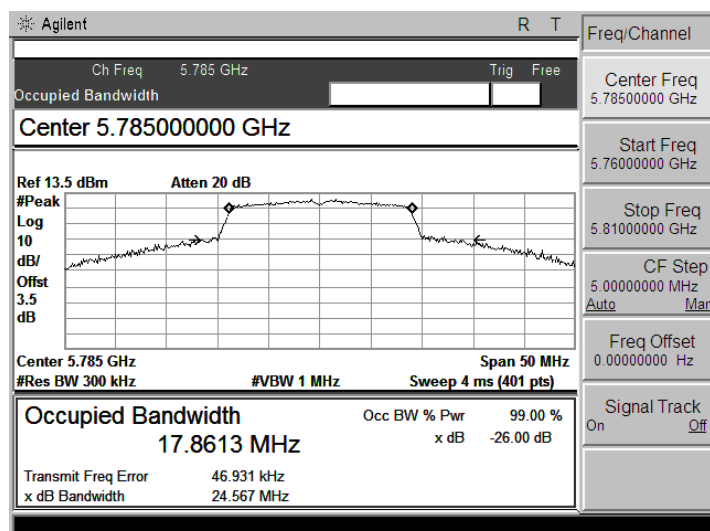 Agilent R T
Freq/Channel
Ch Freq 5.785 GHz Trig Free
Occupied Bandwidth
Center 5.785000000 GHz
Ref 13.5 dBm Atten 20 dB
#Peak
Log
10
dB/
Offst
3.5
dB
Center 5.785 GHz Span 50 MHz
#Res BW 300 kHz #VBW 1 MHz Sweep 4 ms (401 pts)
Occupied Bandwidth Occ BW % Pwr 99.00 %
17.8613 MHz x dB -26.00 dB
Transmit Freq Error 46.931 kHz
x dB Bandwidth 24.567 MHz
Center Freq
5.78500000 GHz
Start Freq
5.76000000 GHz
Stop Freq
5.81000000 GHz
CF Step
5.00000000 MHz
Auto Man
Freq Offset
0.00000000 Hz
Signal Track
On Off